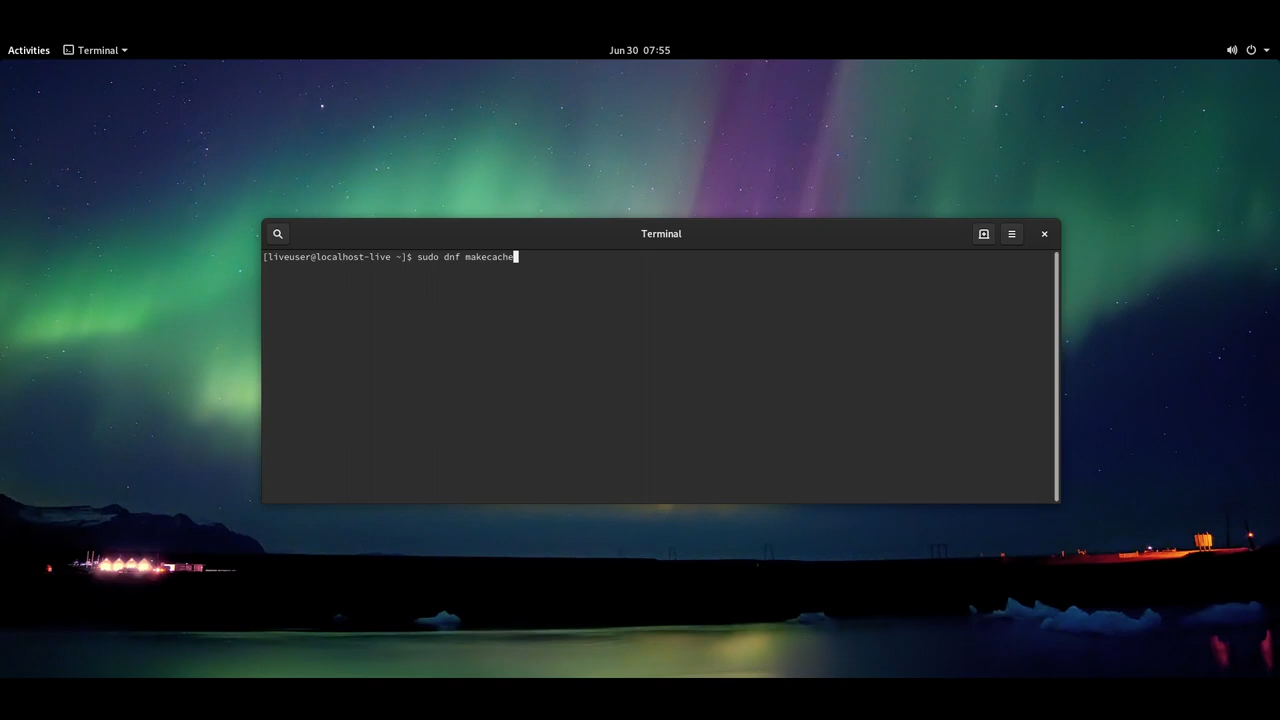 Activities Terminal Jun 30 07:55
Terminal
[liveuser@localhost-live ~]$ sudo dnf makecache